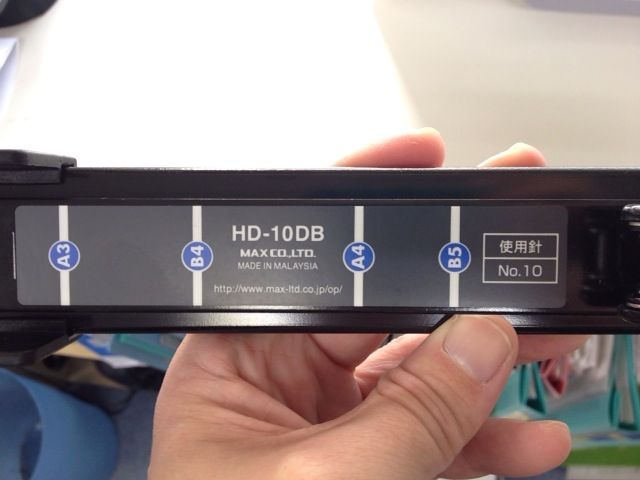 A3
B4
HD-10DB
MAX CO.,LTD.
MADE IN MALAYSIA
http://www.max-ltd.co.jp/op/
A4
B5
使用針
No.10